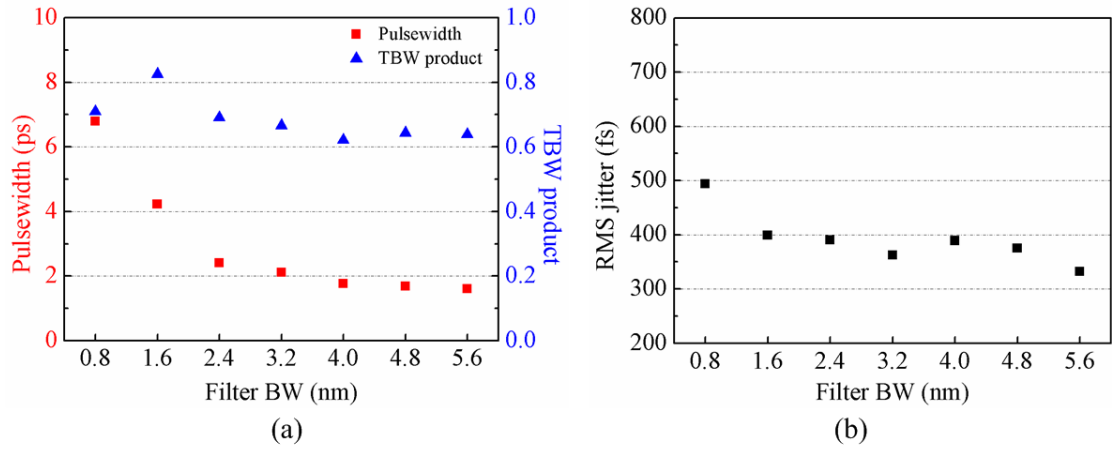 Pulsewidth (ps)
10
8
6
4
2
0
Pulsewidth
TBW product
1.0
0.8
0.6
0.4
0.2
0.0
TBW product
0.8 1.6 2.4 3.2 4.0 4.8 5.6
Filter BW (nm)
(a)
RMS jitter (fs)
800
700
600
500
400
300
200
0.8 1.6 2.4 3.2 4.0 4.8 5.6
Filter BW (nm)
(b)